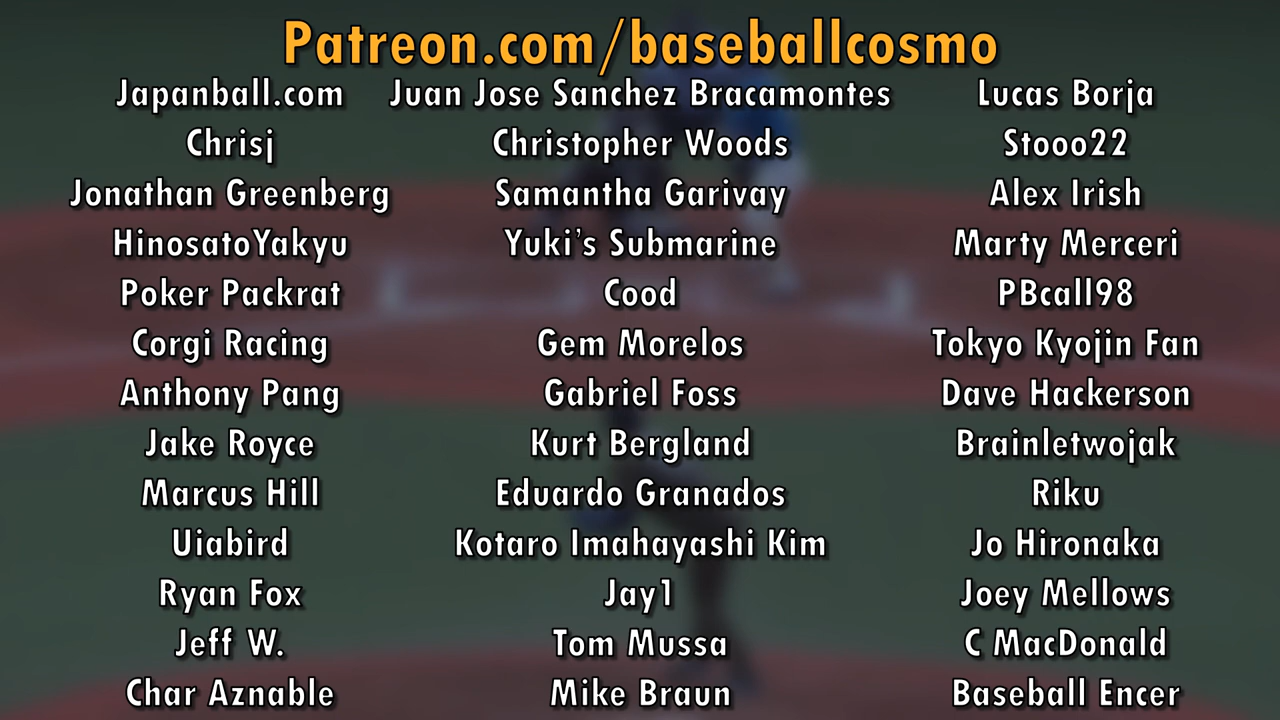 Patreon.com/baseballcosmo
Japanball.com Juan Jose Sanchez Bracamontes Lucas Borja
Chrisj Christopher Woods Stooo22
Jonathan Greenberg Samantha Garivay Alex Irish
HinosatoYakyu Yuki's Submarine Marty Merceri
Poker Packrat Cood PBcall98
Corgi Racing Gem Morelos Tokyo Kyojin Fan
Anthony Pang Gabriel Foss Dave Hackerson
Jake Royce Kurt Bergland Brainletwojak
Marcus Hill Eduardo Granados Riku
Uiabird Kotaro Imahayashi Kim Jo Hironaka
Ryan Fox Jay1 Joey Mellows
Jeff W. Tom Mussa C MacDonald
Char Aznable Mike Braun Baseball Encer